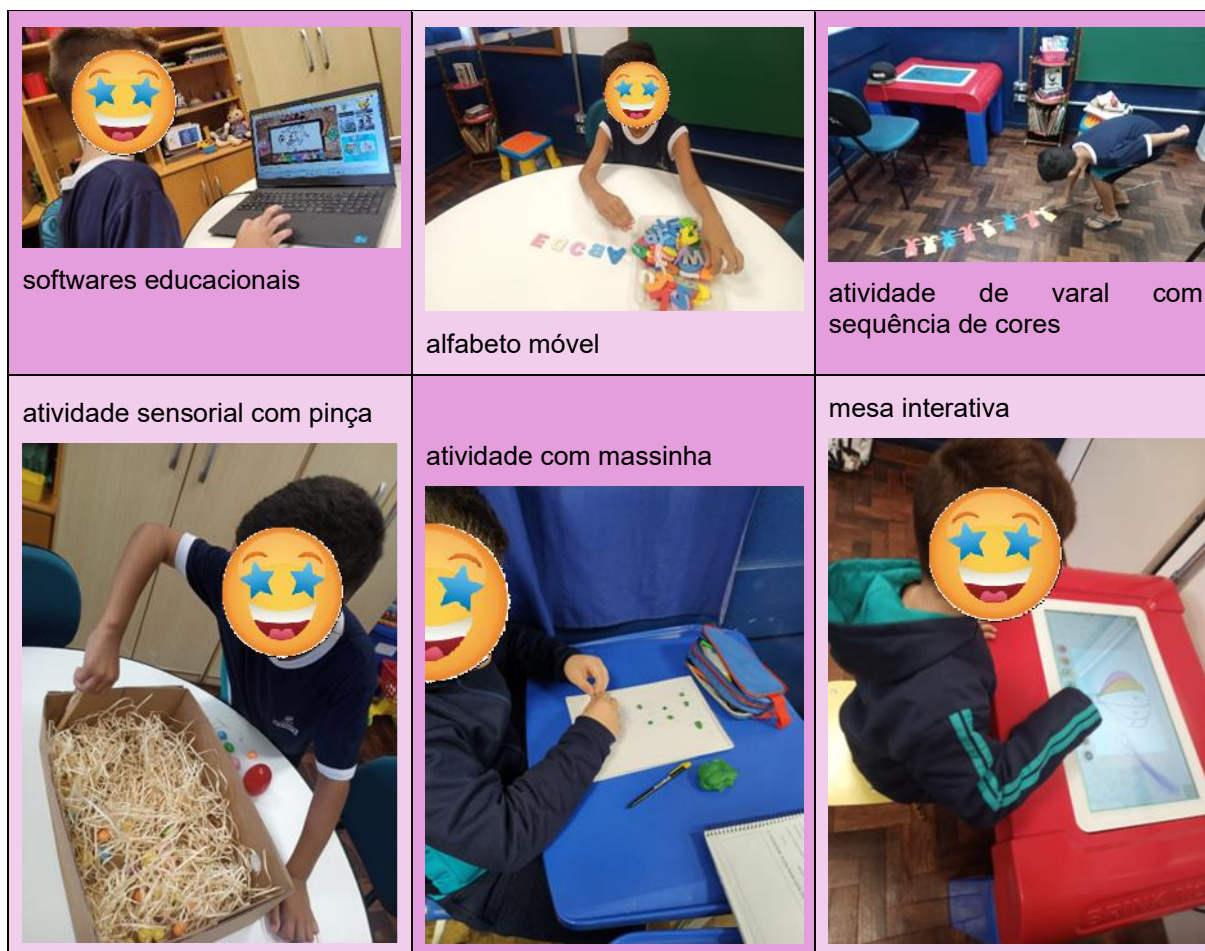 softwares educacionais
alfabeto móvel
atividade de varal com
sequência de cores
atividade sensorial com pinça
atividade com massinha
mesa interativa